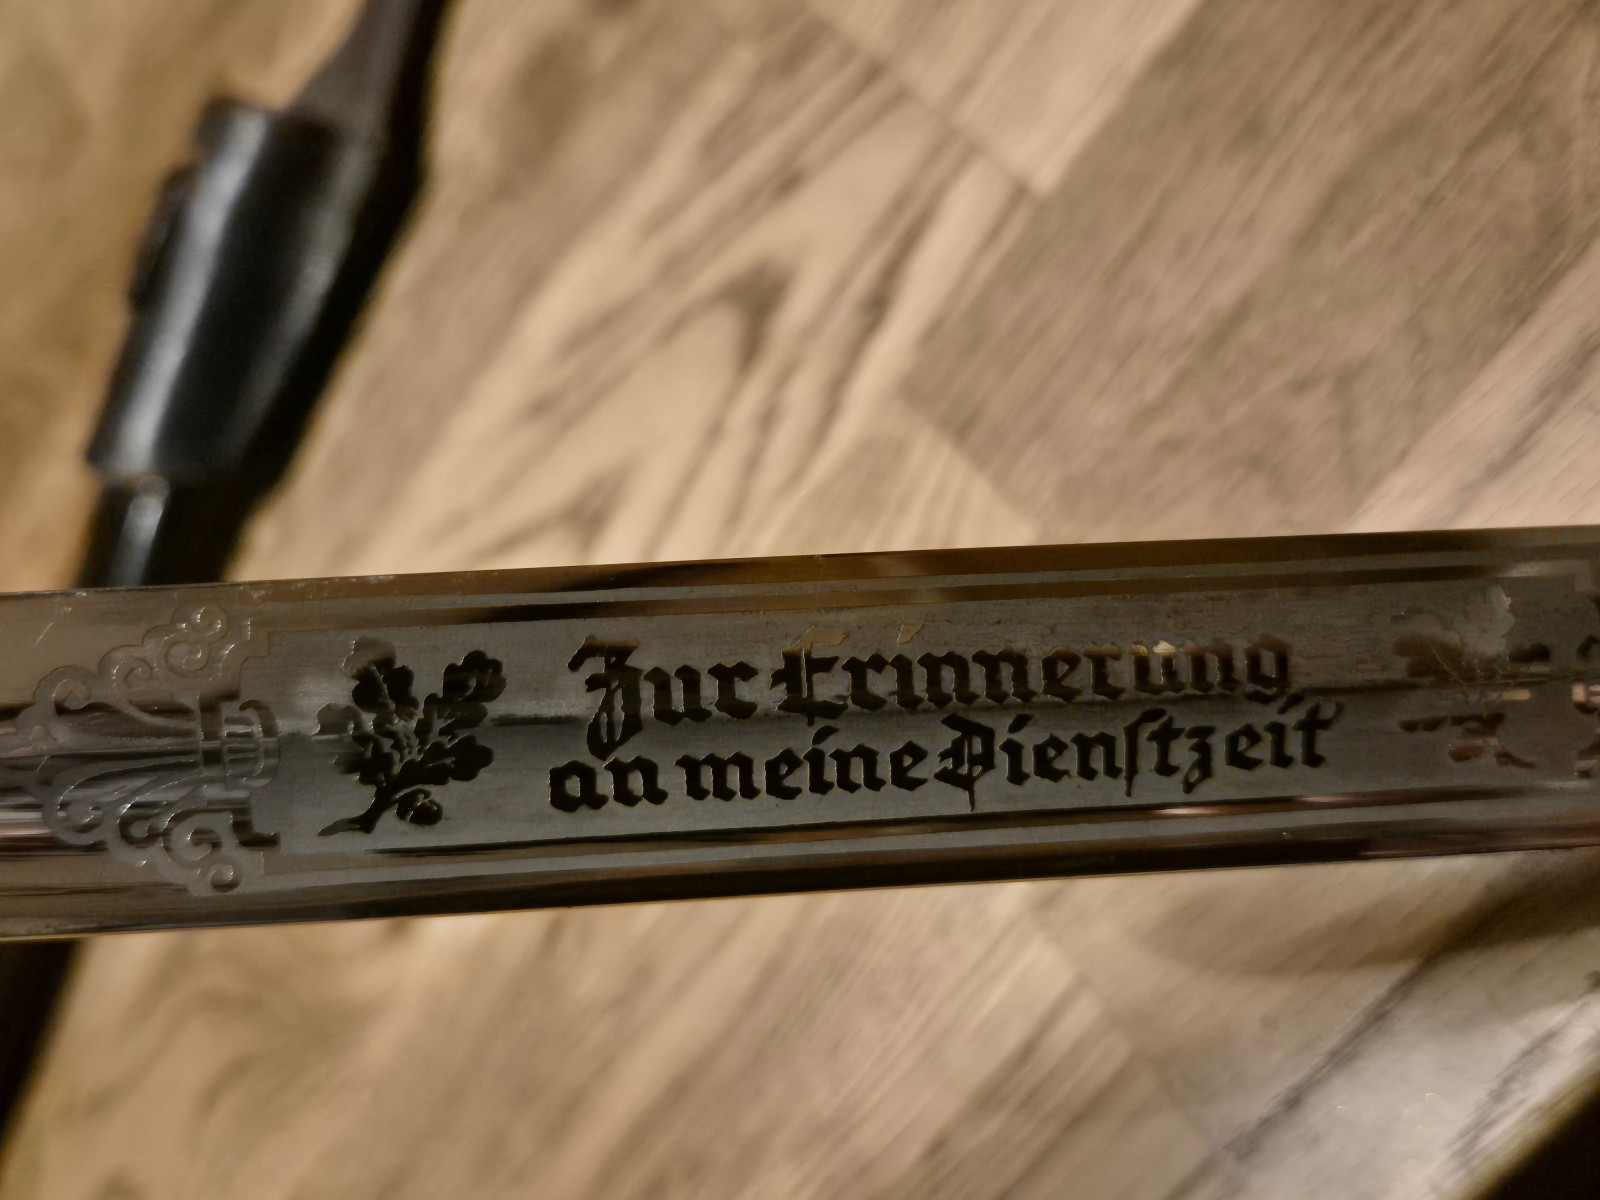 Zur Erinnerung
an meine Dienſtzeit